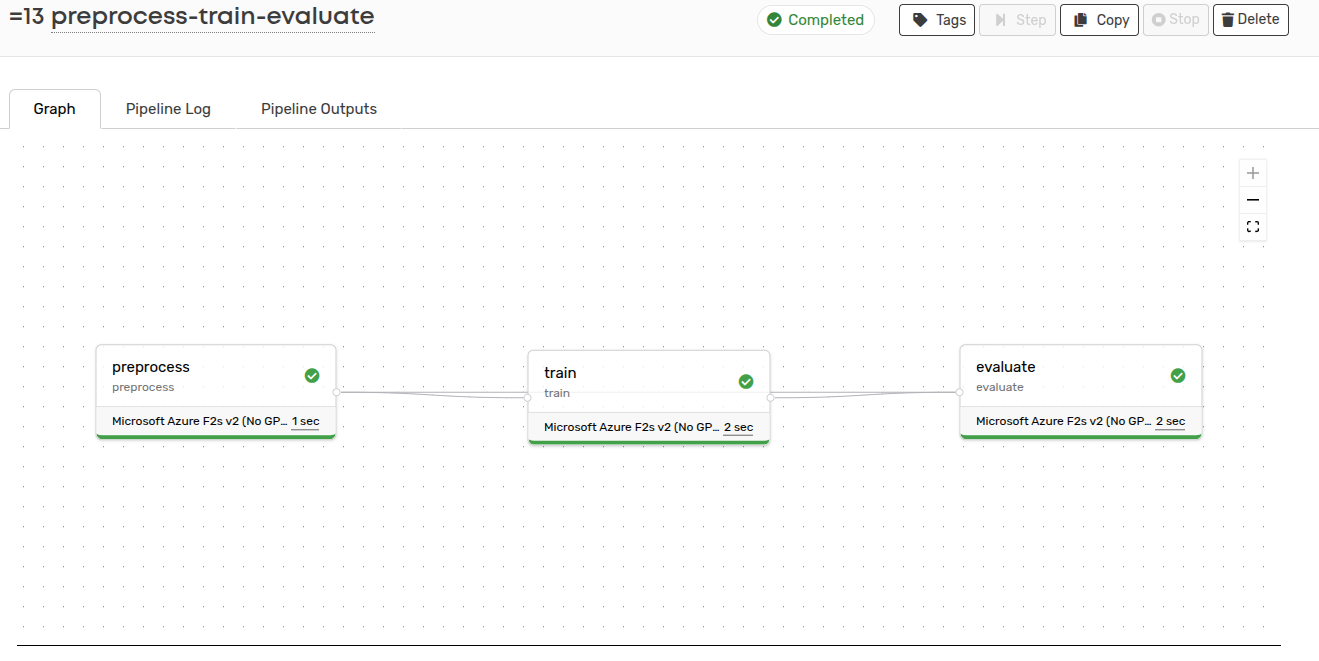 =13 preprocess-train-evaluate
Completed
Tags
Step
Copy
Stop
Delete
Graph
Pipeline Log
Pipeline Outputs
preprocess
preprocess
Microsoft Azure F2s v2 (No GP... 1 sec
train
train
Microsoft Azure F2s v2 (No GP... 2 sec
evaluate
evaluate
Microsoft Azure F2s v2 (No GP... 2 sec